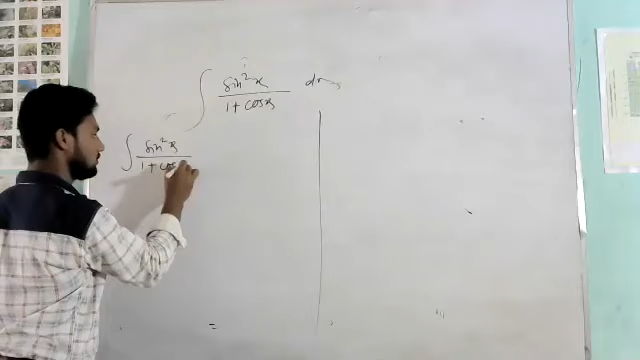 ∫ sin²x / 1 + cosx dx
∫ sin²x / 1 + cos